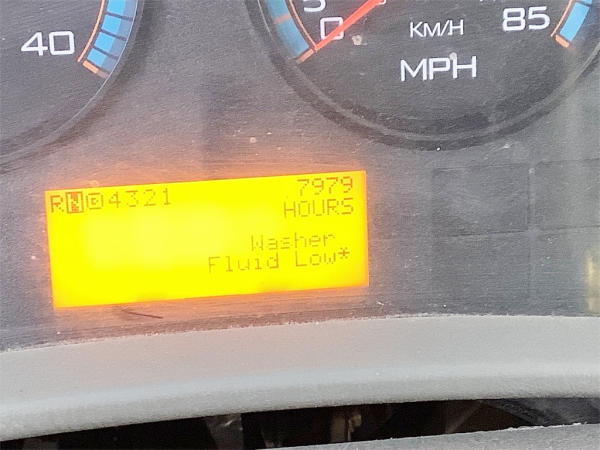 40
5
0
KM/H
85
MPH
RND4321
7979
HOURS
Washer
Fluid Low*